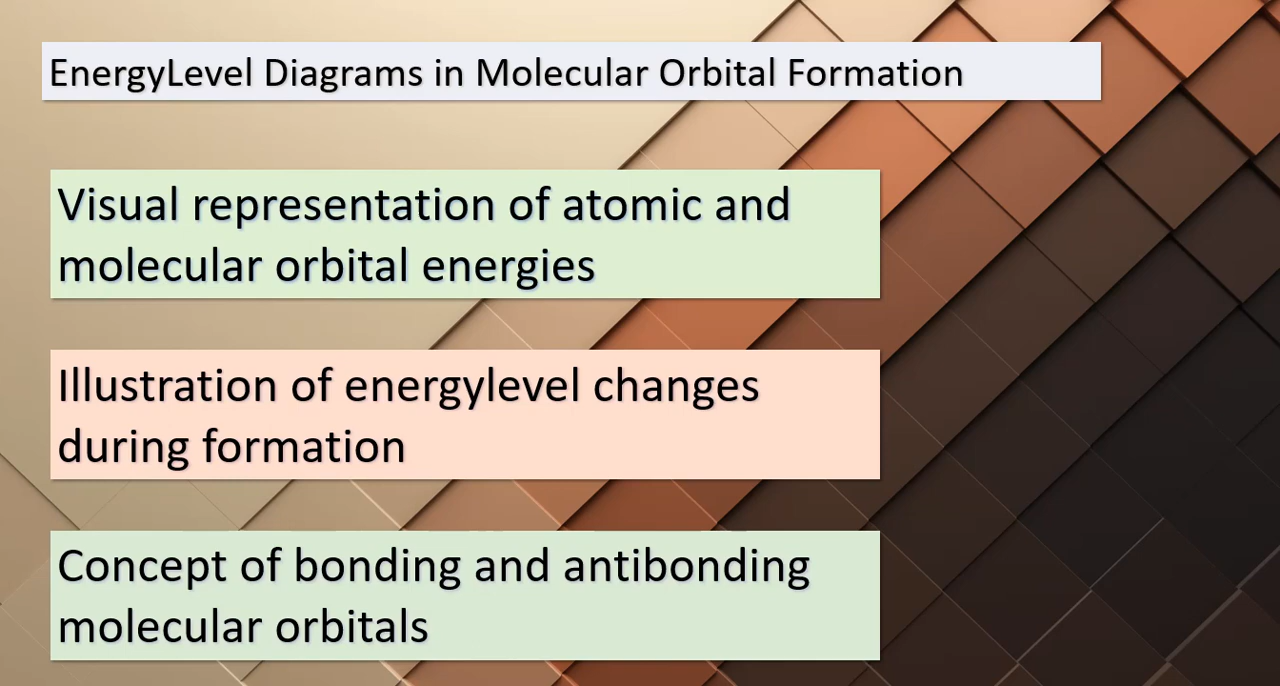 EnergyLevel Diagrams in Molecular Orbital Formation
Visual representation of atomic and
molecular orbital energies
Illustration of energylevel changes
during formation
Concept of bonding and antibonding
molecular orbitals